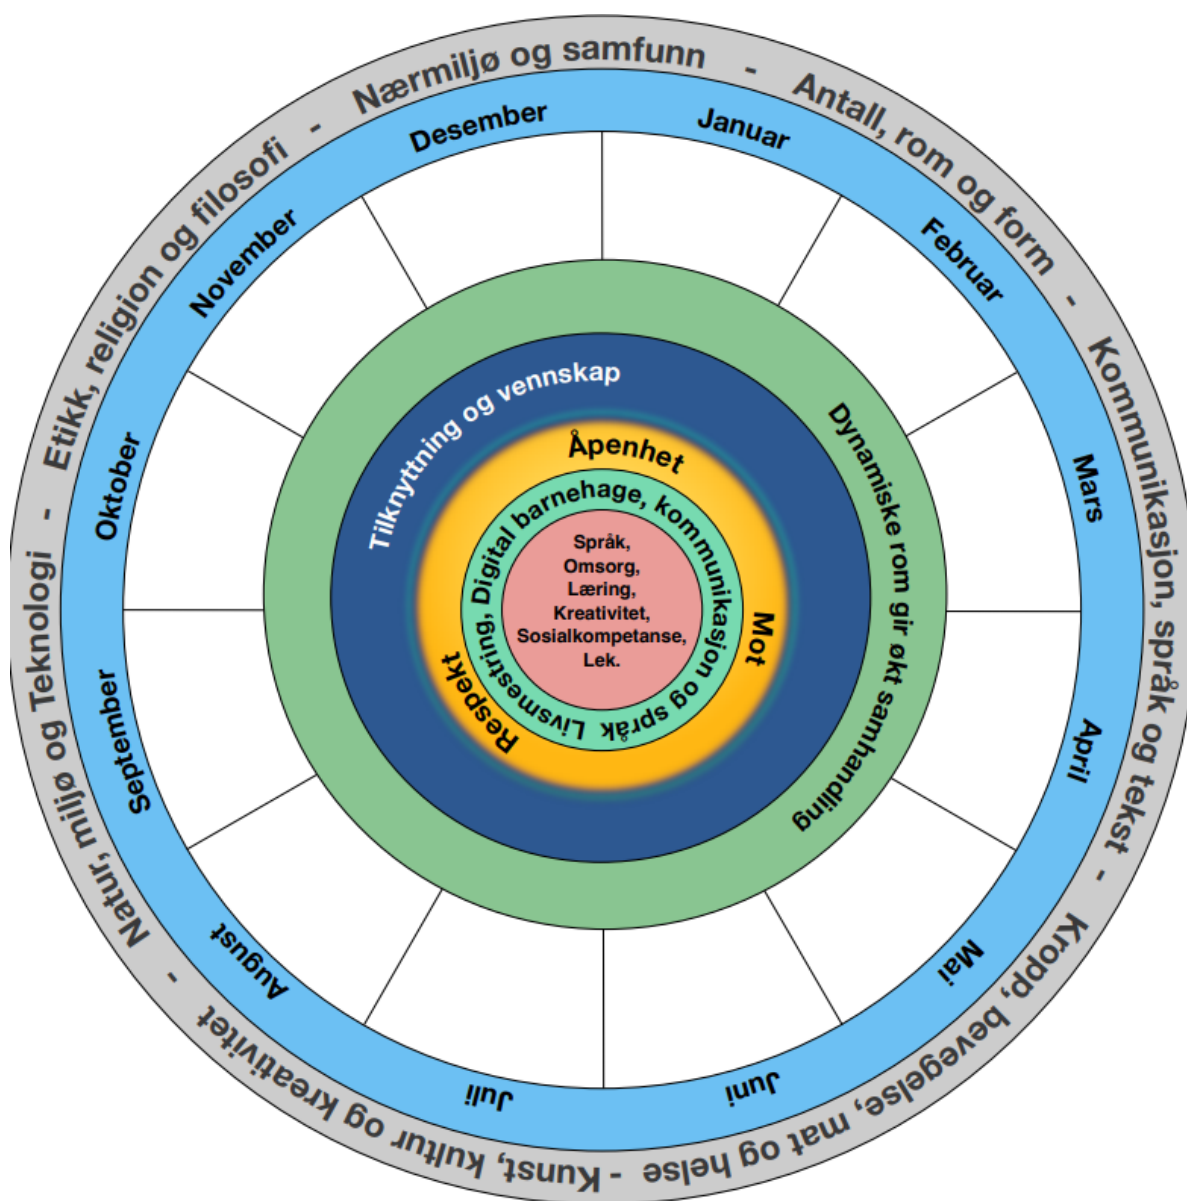 Nærmiljø og samfunn - Antall, rom og form - Kommunikasjon, språk og tekst - Kropp, bevegelse, mat og helse - Kunst, kultur og kreativitet - Natur, miljø og Teknologi - Etikk, religion og filosofi -
Januar
Februar
Mars
April
Mai
Juni
Juli
August
September
Oktober
November
Desember
Dynamiske rom gir økt samhandling
Tilknyttning og vennskap
Åpenhet
Mot
Respekt
Livsmestring, Digital barnehage, kommunikasjon og språk
Språk,
Omsorg,
Læring,
Kreativitet,
Sosialkompetanse,
Lek.